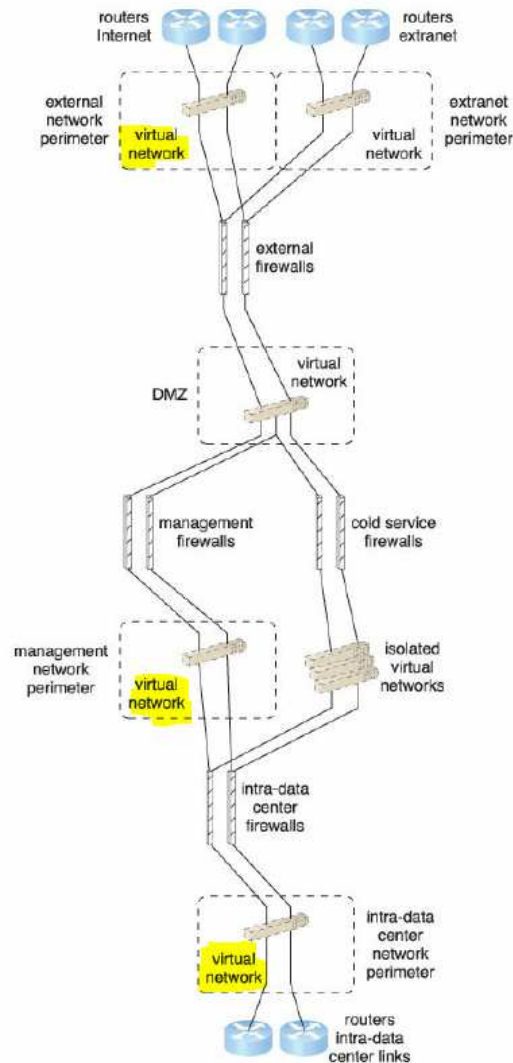 routers
Internet
routers
extranet
external
network
perimeter
virtual
network
virtual
network
extranet
network
perimeter
external
firewalls
DMZ
virtual
network
management
firewalls
cold service
firewalls
management
network
perimeter
virtual
network
isolated
virtual
networks
intra-data
center
firewalls
virtual
network
intra-data
center
network
perimeter
routers
intra-data
center links